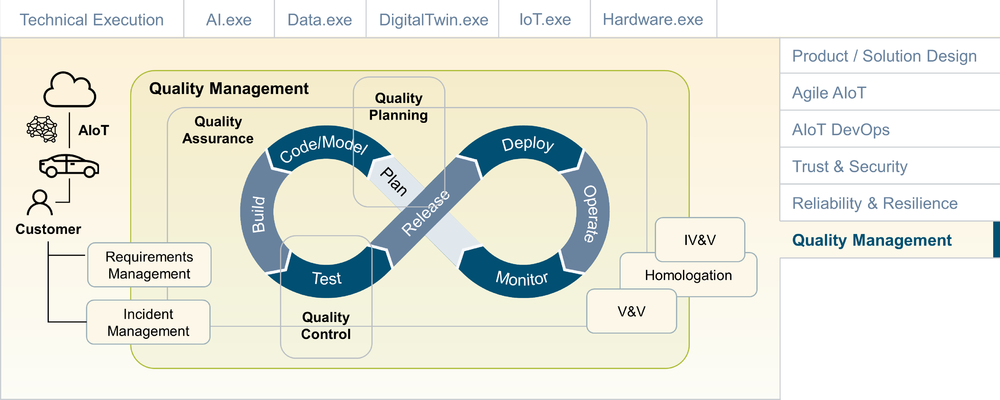 Technical Execution
AI.exe
Data.exe
DigitalTwin.exe
IoT.exe
Hardware.exe
Product / Solution Design
Agile AIoT
AIoT DevOps
Trust & Security
Reliability & Resilience
Quality Management
Quality Management
Quality
Assurance
Quality
Planning
AIoT
Customer
Requirements
Management
Incident
Management
Code/Model
Build
Test
Plan
Release
Deploy
Operate
Monitor
Quality
Control
IV&V
Homologation
V&V